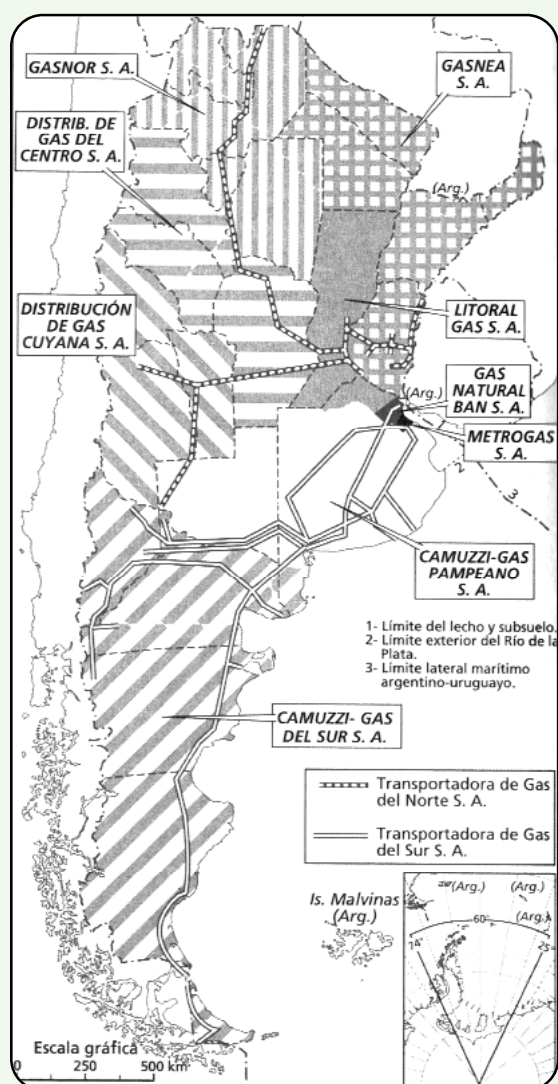 GASNOR S. A.
GASNEA
S. A.
DISTRIB. DE
GAS DEL
CENTRO S. A.
(Arg.)
DISTRIBUCIÓN
DE GAS
CUYANA S. A.
LITORAL
GAS S. A.
(Arg.)
GAS
NATURAL
BAN S. A.
METROGAS
S. A.
2
3
CAMUZZI-GAS
PAMPEANO
S. A.
1- Límite del lecho y subsuelo.
2- Límite exterior del Río de la
Plata.
3- Límite lateral marítimo
argentino-uruguayo.
CAMUZZI- GAS
DEL SUR S. A.
Transportadora de Gas
del Norte S. A.
Transportadora de Gas
del Sur S. A.
Is. Malvinas
(Arg.)
(Arg.) (Arg.)
(Arg.)
74° 60° 25°
Escala gráfica
0 250 500 km